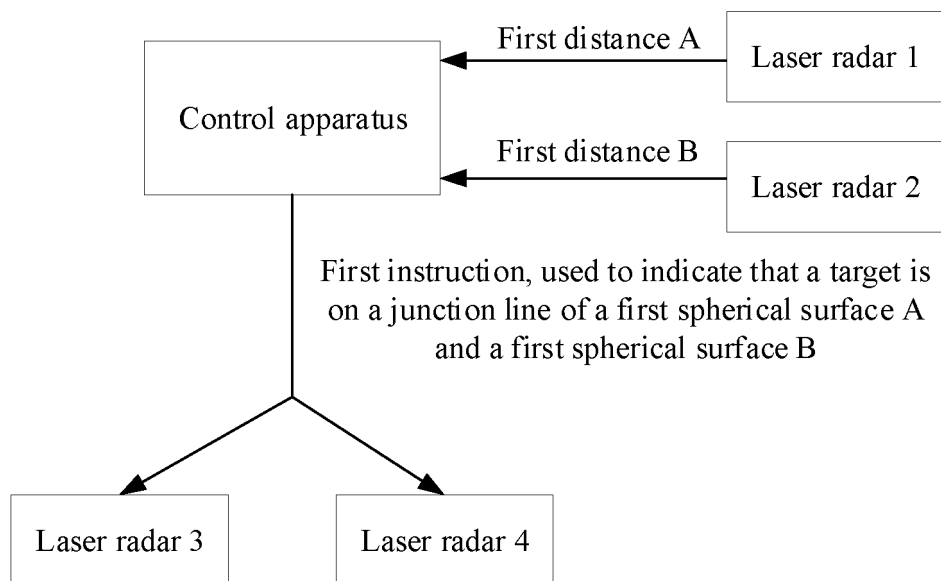 First distance A
Laser radar 1
Control apparatus
First distance B
Laser radar 2
First instruction, used to indicate that a target is
on a junction line of a first spherical surface A
and a first spherical surface B
Laser radar 3
Laser radar 4